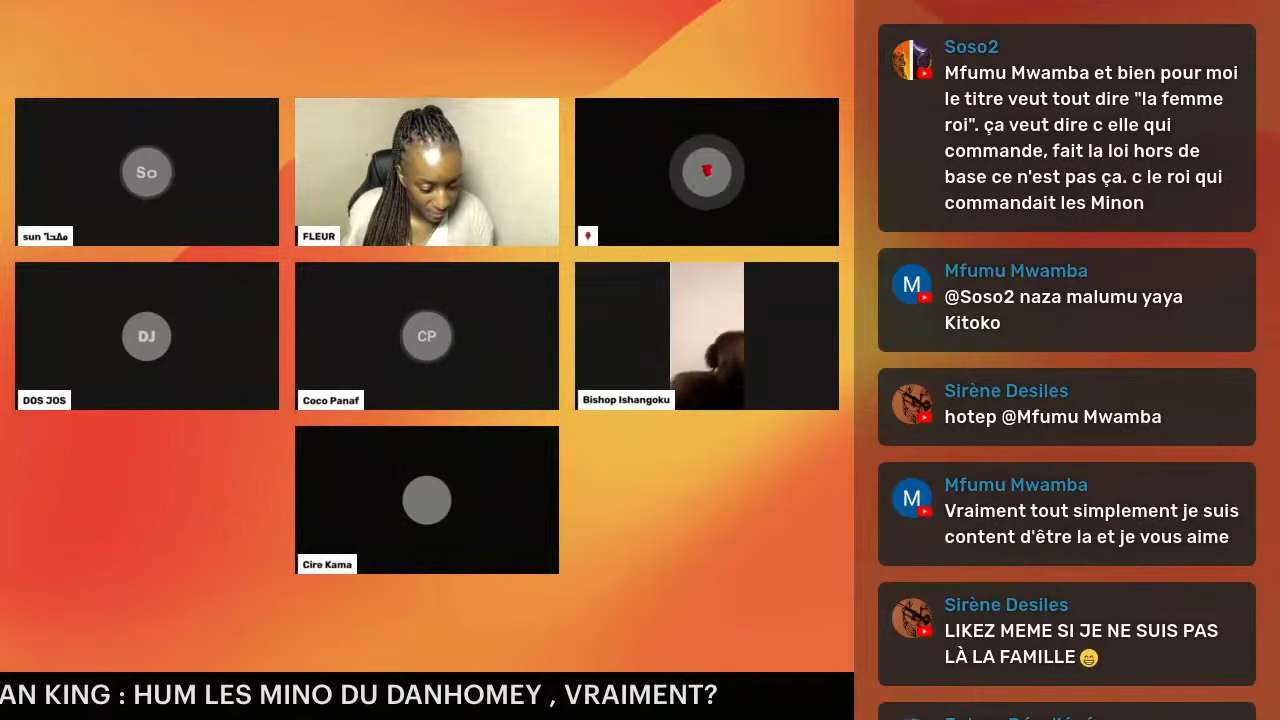 So
sun
FLEUR
DJ
DOS JOS
CP
Coco Panaf
Bishop Ishangoku
Cire Kama
AN KING : HUM LES MINO DU DANHOMEY , VRAIMENT?
Soso2
Mfumu Mwamba et bien pour moi
le titre veut tout dire "la femme
roi". ça veut dire c elle qui
commande, fait la loi hors de
base ce n'est pas ça. c le roi qui
commandait les Minon
M
Mfumu Mwamba
@Soso2 naza malumu yaya
Kitoko
Sirène Desiles
hotep @Mfumu Mwamba
M
Mfumu Mwamba
Vraiment tout simplement je suis
content d'être la et je vous aime
Sirène Desiles
LIKEZ MEME SI JE NE SUIS PAS
LÀ LA FAMILLE 😁